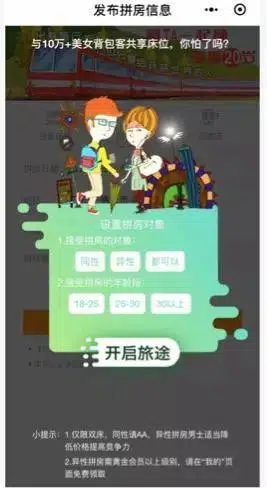 发布拼房信息
与10万+美女背包客共享床位，你怕了吗？
设置拼房对象
1.接受拼房的对象：
同性 异性 都可以
2.接受拼房的年龄段：
18-25 25-30 30以上
开启旅途
小提示：1.仅限双床，同性请AA，异性拼房男士适当降
低价格提高竞争力
2.异性拼房需黄金会员以上级别，请在“我的”页
面免费领取